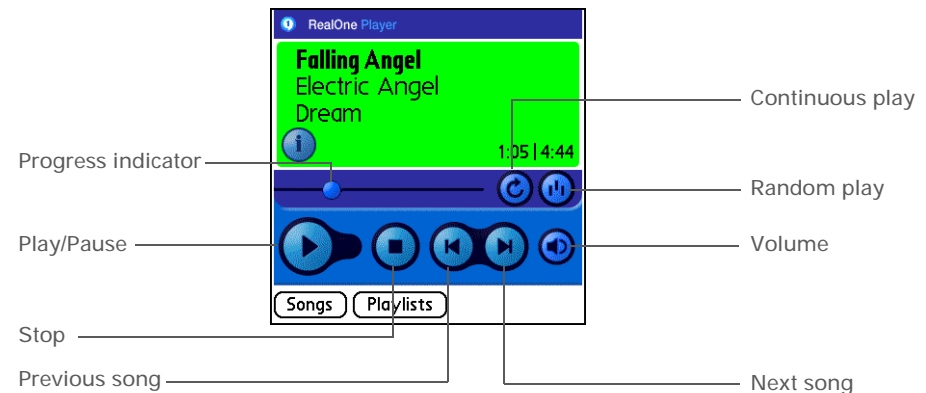 RealOne Player
Falling Angel
Electric Angel
Dream
i
1:05 | 4:44
Continuous play
Progress indicator
Random play
Play/Pause
Volume
Songs
Playlists
Stop
Previous song
Next song